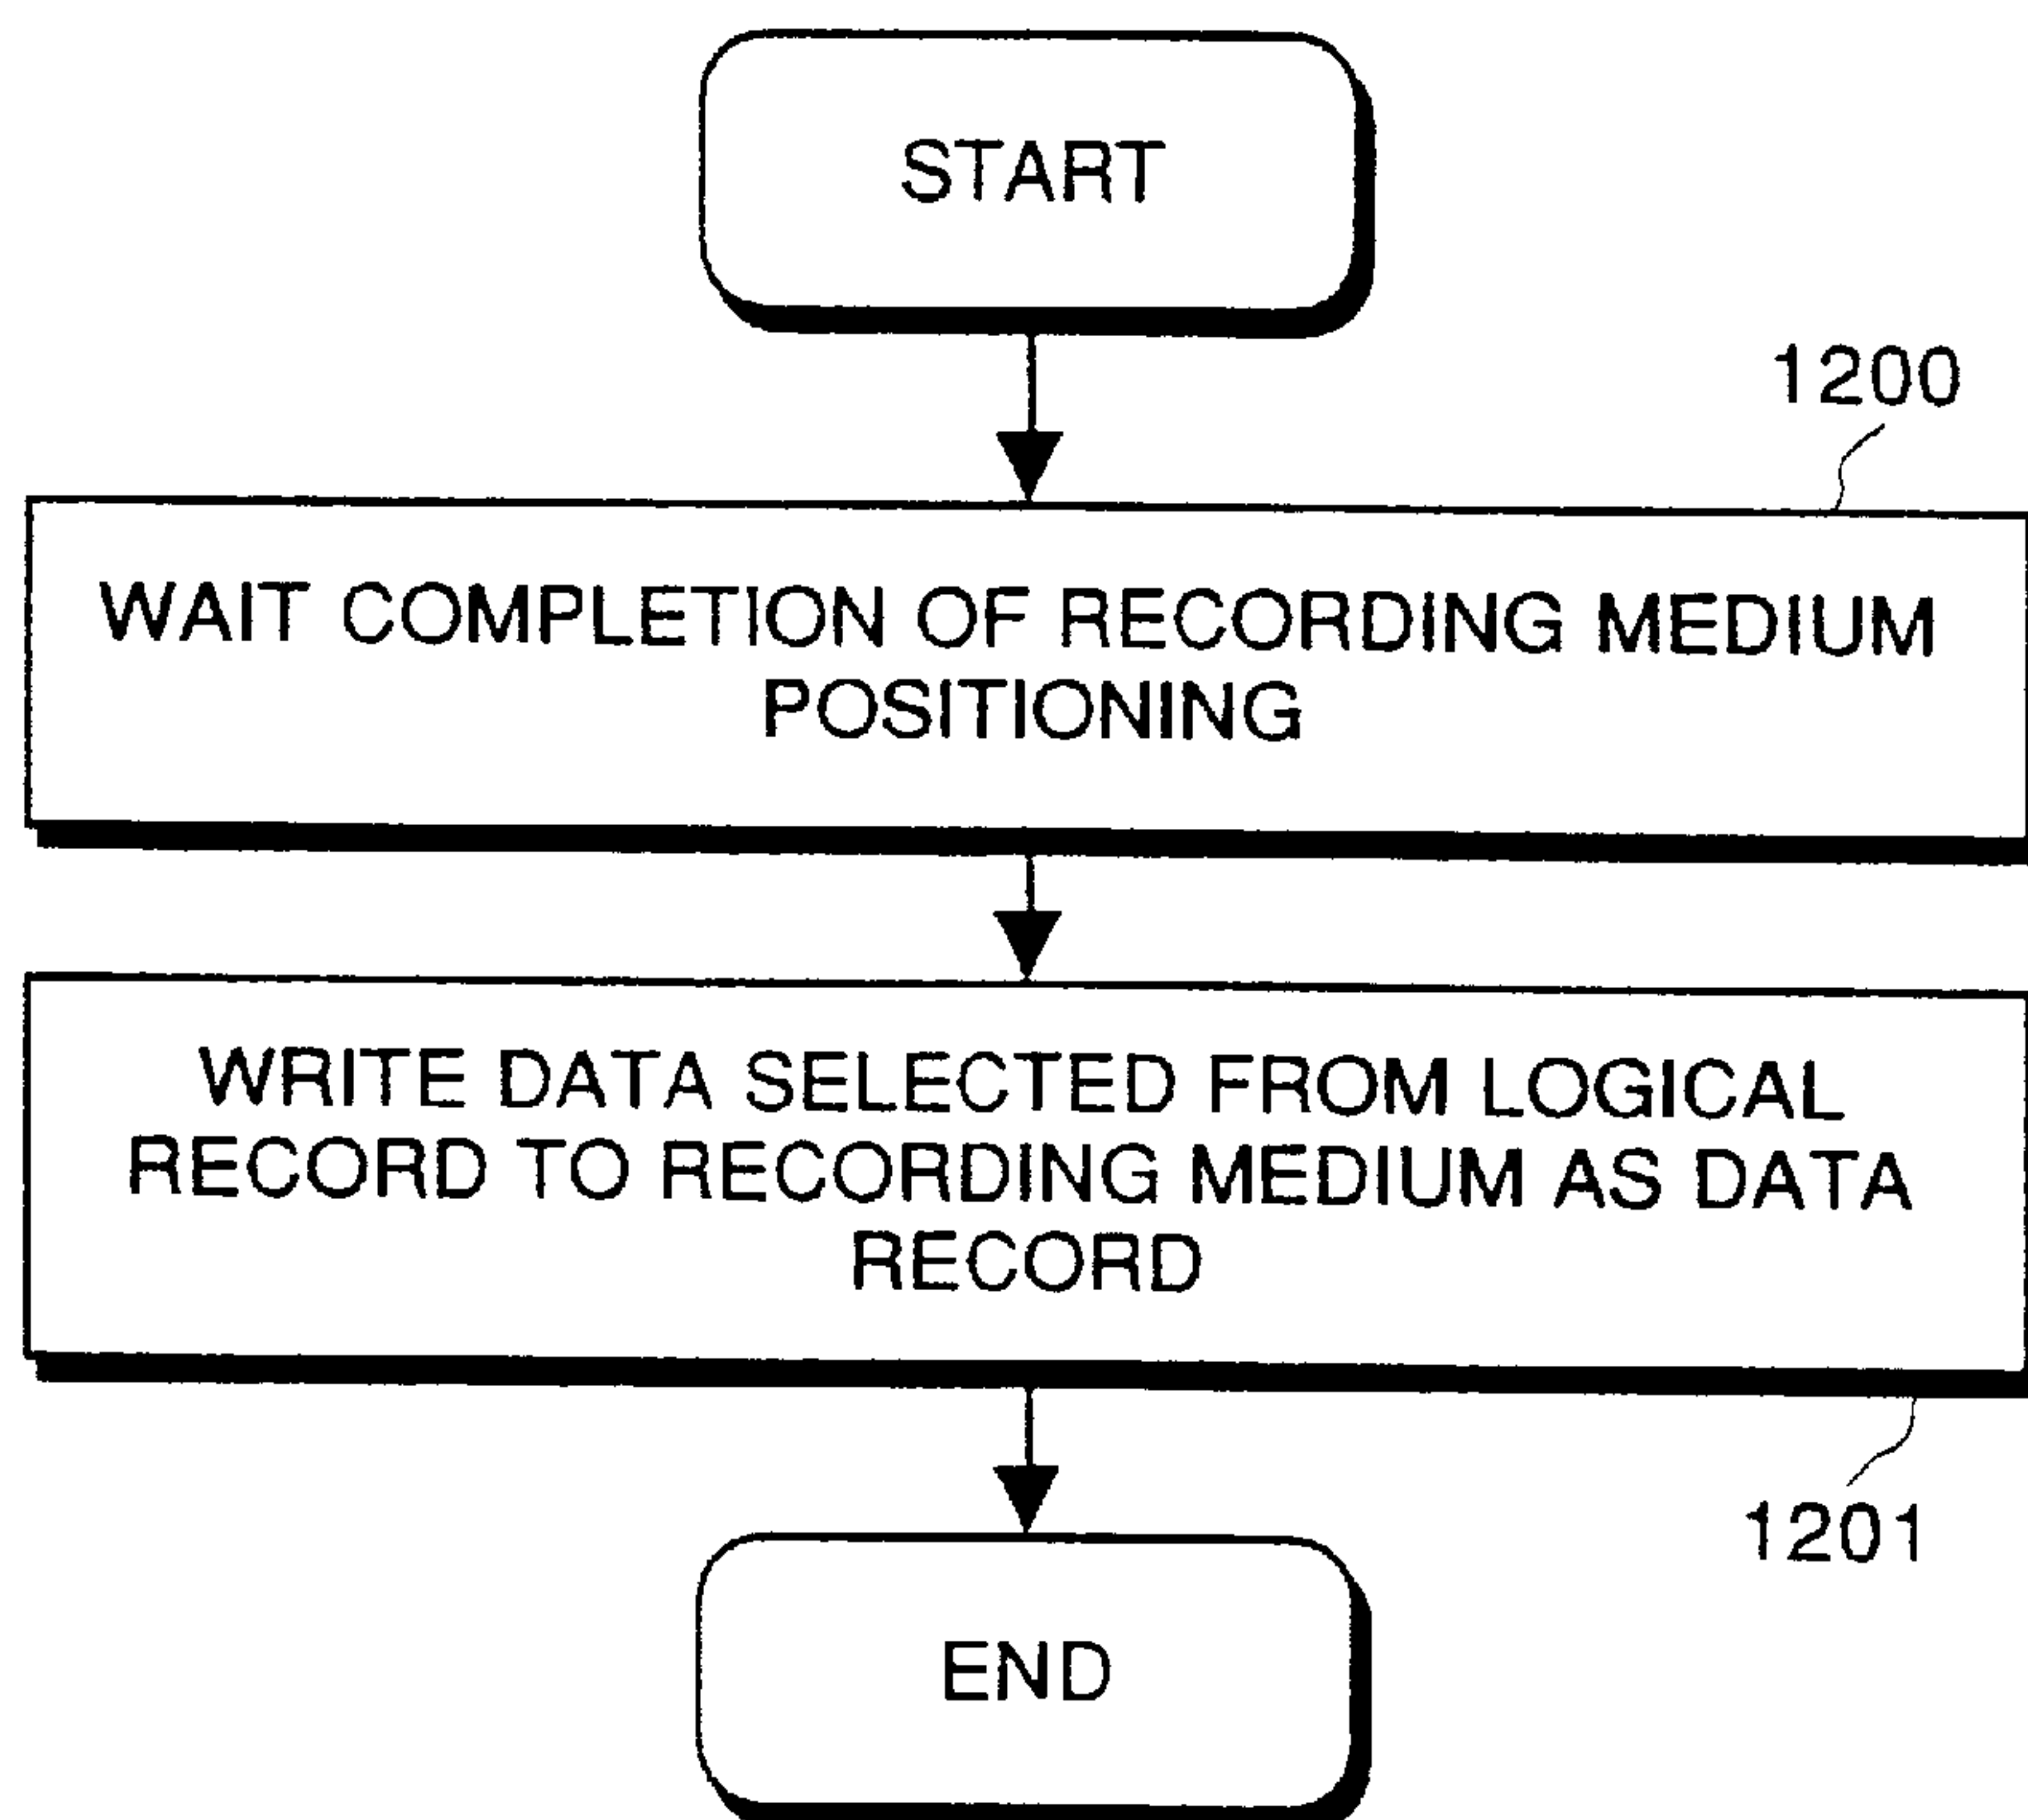 START
1200
WAIT COMPLETION OF RECORDING MEDIUM
POSITIONING
WRITE DATA SELECTED FROM LOGICAL
RECORD TO RECORDING MEDIUM AS DATA
RECORD
1201
END